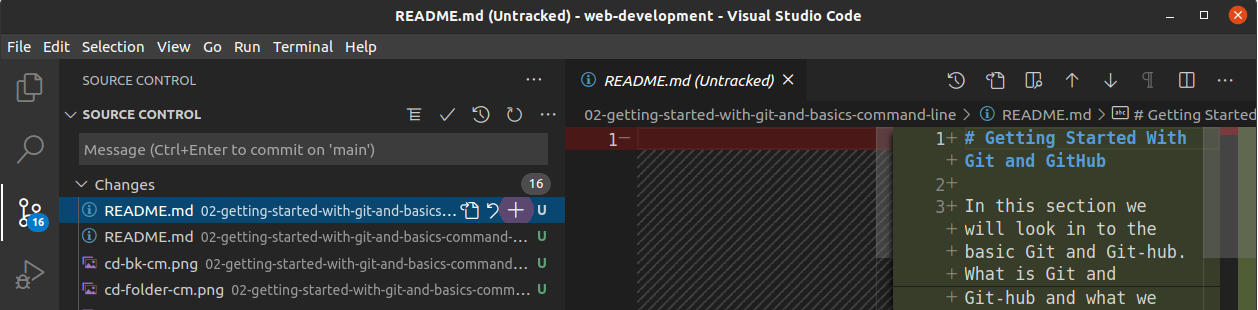 README.md (Untracked) - web-development - Visual Studio Code
File Edit Selection View Go Run Terminal Help
SOURCE CONTROL ···
SOURCE CONTROL ···
Message (Ctrl+Enter to commit on 'main')
Changes 16
README.md 02-getting-started-with-git-and-basics... U
README.md 02-getting-started-with-git-and-basics-command-... U
cd-bk-cm.png 02-getting-started-with-git-and-basics-command... U
cd-folder-cm.png 02-getting-started-with-git-and-basics-comm... U
16
README.md (Untracked)
02-getting-started-with-git-and-basics-command-line > README.md > abc # Getting Started
1−
1+ # Getting Started With
+ Git and GitHub
2+
3+ In this section we
+ will look in to the
+ basic Git and Git-hub.
+ What is Git and
+ Git-hub and what we